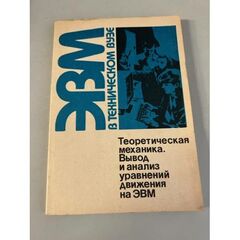 ЭВМ
В ТЕХНИЧЕСКОМ ВУЗЕ
Теоретическая
механика.
Вывод
и анализ
уравнений
движения
на ЭВМ